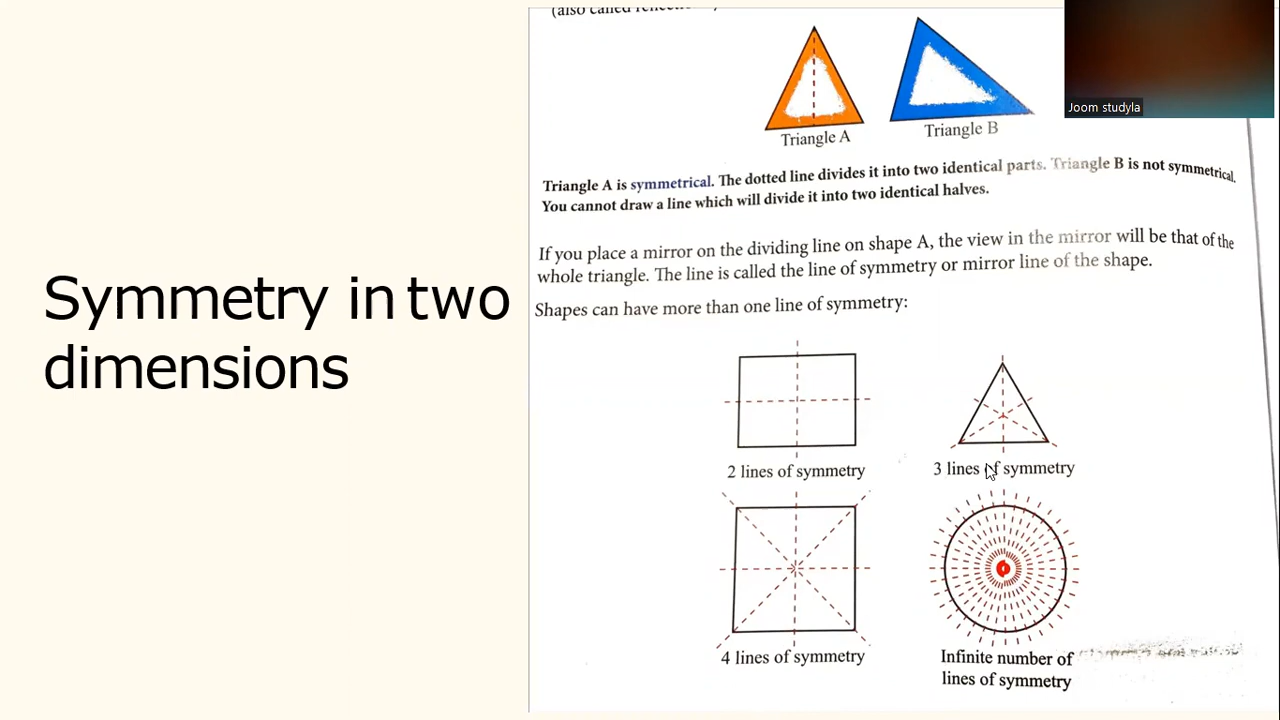 Symmetry in two
dimensions
(also called
Triangle A
Triangle B
Triangle A is symmetrical. The dotted line divides it into two identical parts. Triangle B is not symmetrical.
You cannot draw a line which will divide it into two identical halves.
If you place a mirror on the dividing line on shape A, the view in the mirror will be that of the
whole triangle. The line is called the line of symmetry or mirror line of the shape.
Shapes can have more than one line of symmetry:
2 lines of symmetry
3 lines of symmetry
4 lines of symmetry
Infinite number of
lines of symmetry
Joom studyla